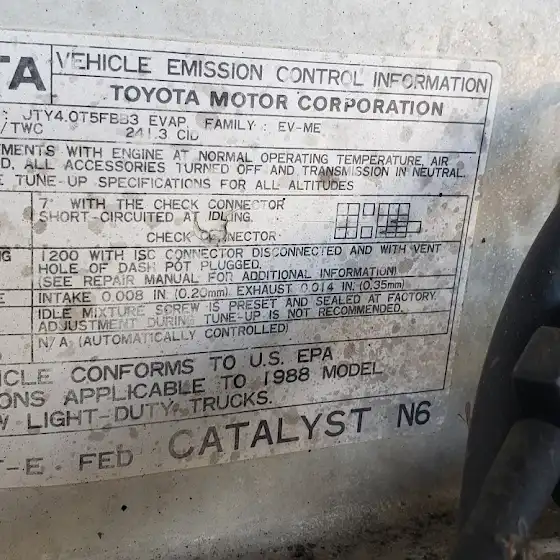 TA
VEHICLE EMISSION CONTROL INFORMATION
TOYOTA MOTOR CORPORATION
: JTY4.0T5FBB3 EVAP. FAMILY : EV-ME
/TWC 241.3 CID
EMENTS WITH ENGINE AT NORMAL OPERATING TEMPERATURE, AIR
D, ALL ACCESSORIES TURNED OFF AND TRANSMISSION IN NEUTRAL.
E TUNE-UP SPECIFICATIONS FOR ALL ALTITUDES
7° WITH THE CHECK CONNECTOR
SHORT-CIRCUITED AT IDLING.
CHECK CONNECTOR
NG
1200 WITH ISC CONNECTOR DISCONNECTED AND WITH VENT
HOLE OF DASH POT PLUGGED.
(SEE REPAIR MANUAL FOR ADDITIONAL INFORMATION)
E INTAKE 0.008 IN.(0.20mm) EXHAUST 0.014 IN.(0.35mm)
IDLE MIXTURE SCREW IS PRESET AND SEALED AT FACTORY.
ADJUSTMENT DURING TUNE-UP IS NOT RECOMMENDED.
N/A (AUTOMATICALLY CONTROLLED)
ICLE CONFORMS TO U.S. EPA
ONS APPLICABLE TO 1988 MODEL
W LIGHT-DUTY TRUCKS.
T-E FED CATALYST N6